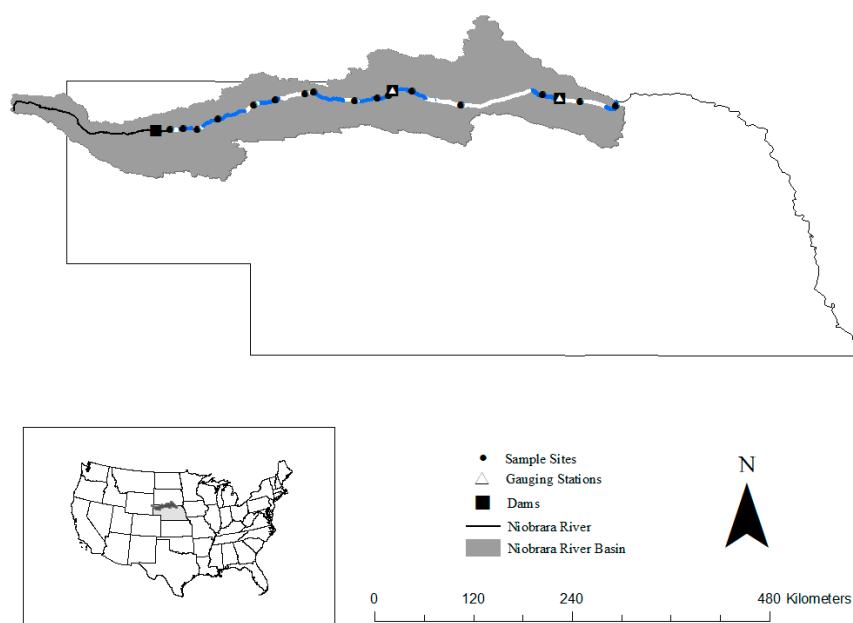 Sample Sites
Gauging Stations
Dams
Niobrara River
Niobrara River Basin
N
0 120 240 480 Kilometers